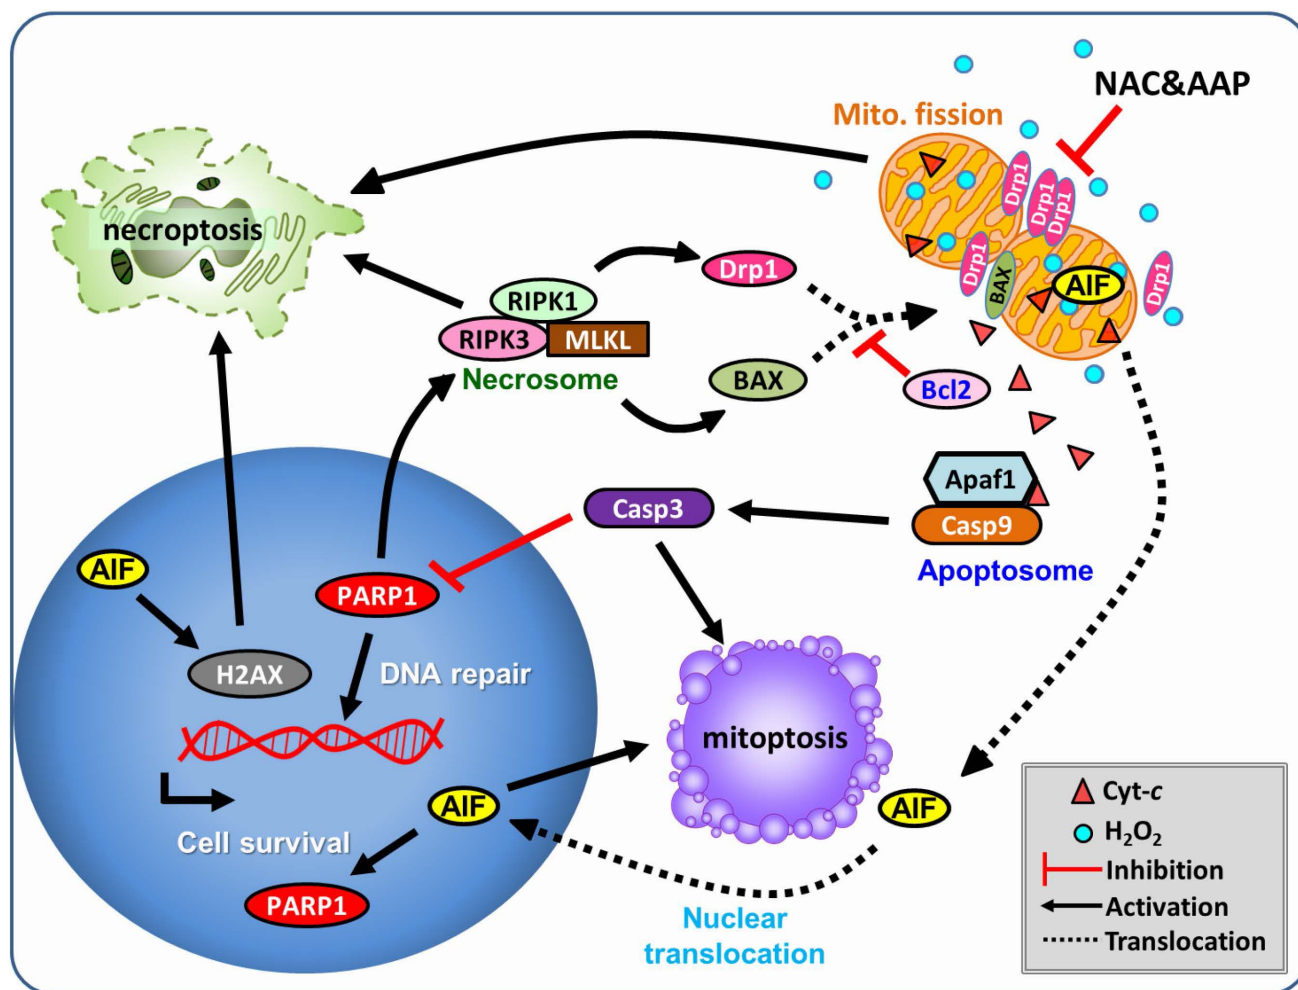 NAC&AAP
Mito. fission
Drp1
Drp1
Drp1
Drp1
BAX
AIF
Drp1
necroptosis
RIPK1
RIPK3
MLKL
Necrosome
Drp1
BAX
Bcl2
Apaf1
Casp9
Apoptosome
Casp3
AIF
PARP1
H2AX
DNA repair
mitoptosis
AIF
AIF
Cell survival
PARP1
Nuclear
translocation
Cyt-c
H₂O₂
Inhibition
Activation
Translocation